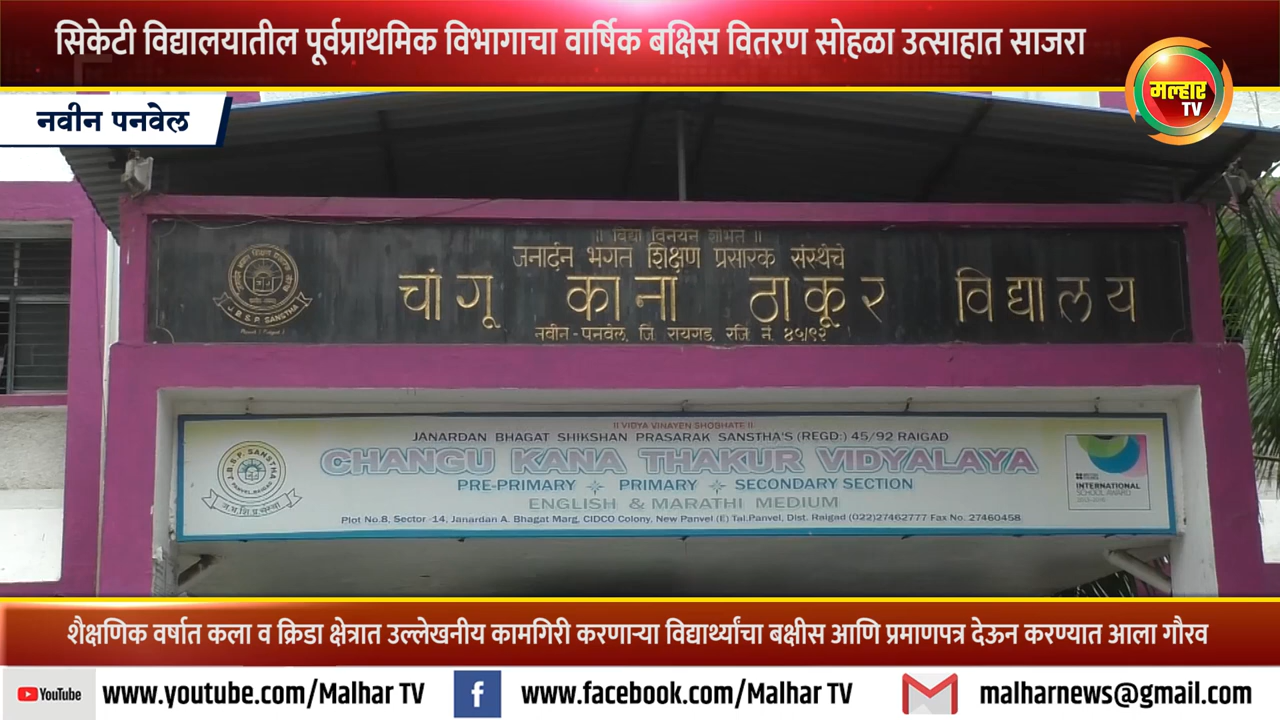 सिकेटी विद्यालयातील पूर्वप्राथमिक विभागाचा वार्षिक बक्षिस वितरण सोहळा उत्साहात साजरा
मल्हार
TV
नवीन पनवेल
|| विद्या विनयेन शोभते ||
जनार्दन भगत शिक्षण प्रसारक संस्थेचे
चांगू काना ठाकूर विद्यालय
नवीन-पनवेल, जि. रायगड, रजि नं. ४५/९२
J. B. S. P. SANSTHA
|| VIDYA VINAYEN SHOBHATE ||
JANARDAN BHAGAT SHIKSHAN PRASARAK SANSTHA'S (REGD:) 45/92 RAIGAD
CHANGU KANA THAKUR VIDYALAYA
PRE-PRIMARY PRIMARY SECONDARY SECTION
ENGLISH & MARATHI MEDIUM
Plot No.8, Sector -14, Janardan A. Bhagat Marg, CIDCO Colony, New Panvel (E) Tal.Panvel, Dist. Raigad (022)27462777 Fax No. 27460458
J. B. S. P. SANSTHA
PANVEL, RAIGAD
INTERNATIONAL
SCHOOL AWARD
शैक्षणिक वर्षात कला व क्रिडा क्षेत्रात उल्लेखनीय कामगिरी करणाऱ्या विद्यार्थ्यांचा बक्षीस आणि प्रमाणपत्र देऊन करण्यात आला गौरव
YouTube www.youtube.com/Malhar TV www.facebook.com/Malhar TV malharnews@gmail.com